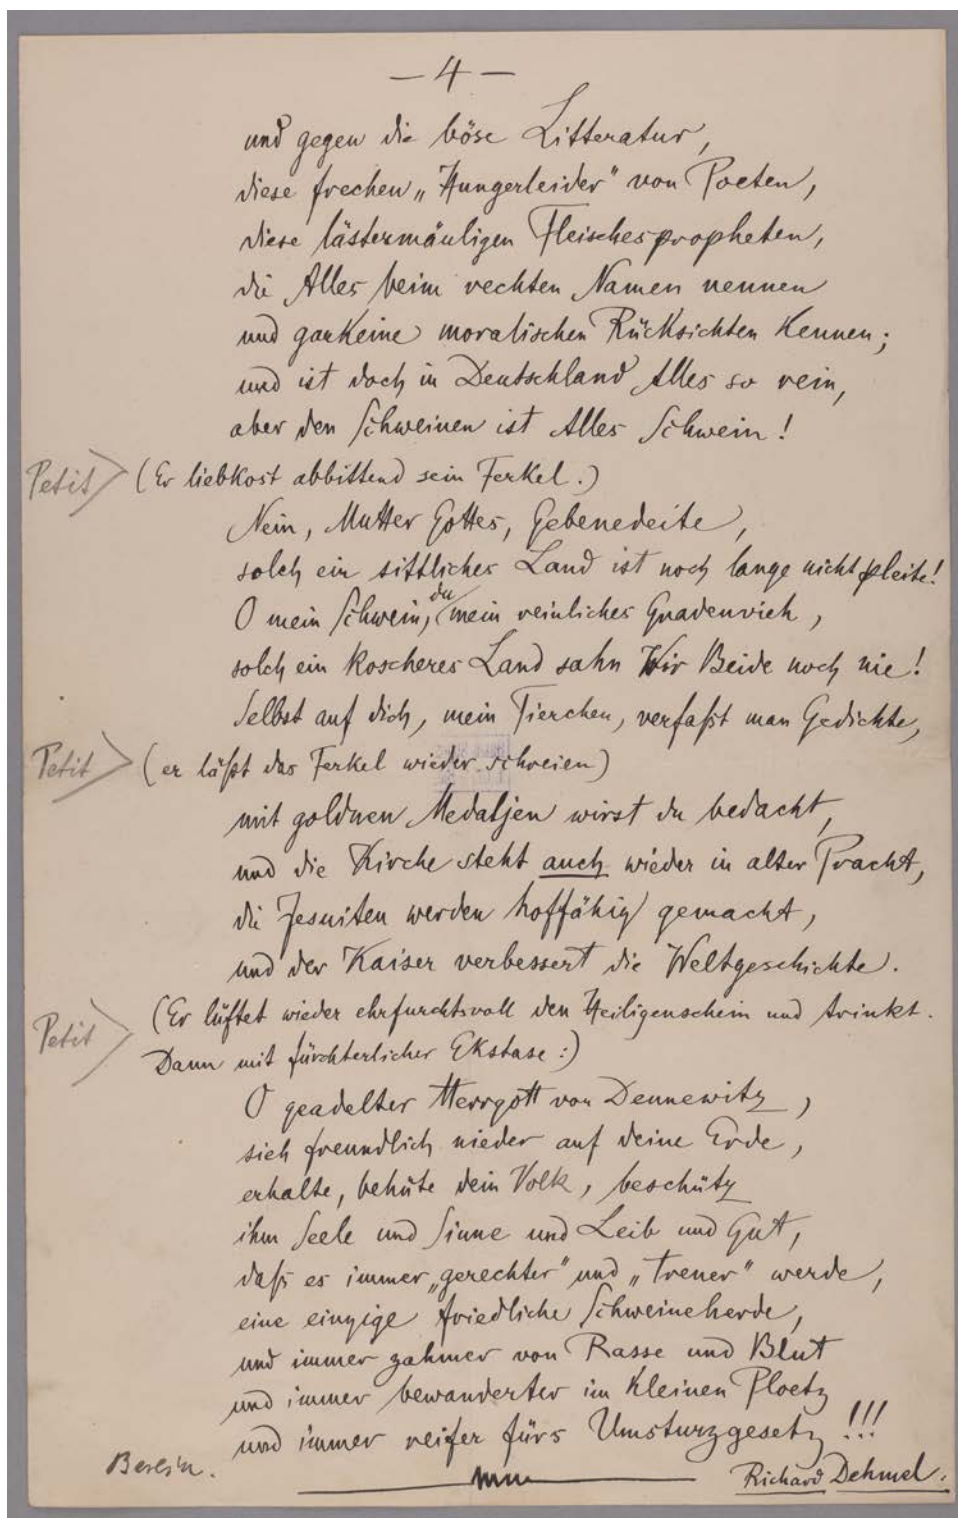 — 4 —
und gegen die böse Litteratur,
diese frechen „Hungerleider“ von Poeten,
diese lästermäuligen Fleischespropheten,
die Alles beim rechten Namen nennen
und garkeine moralischen Rücksichten kennen;
und ist doch in Deutschland Alles so rein,
aber den Schweinen ist Alles Schwein!
Petit (Er liebkost abbittend sein Ferkel.)
Nein, Mutter Gottes, Gebenedeite,
solch ein sittliches Land ist noch lange nicht pleite!
O mein Schwein, du mein reinliches Gnadenvieh,
solch ein koscheres Land sahn Wir Beide noch nie!
Selbst auf dich, mein Tierchen, verfaßt man Gedichte,
Petit (er läßt das Ferkel wieder schreien)
mit goldnen Medaljen wirst du bedacht,
und die Kirche steht auch wieder in alter Pracht,
die Jesuiten werden hoffähig gemacht,
und der Kaiser verbessert die Weltgeschichte.
Petit (Er lüftet wieder ehrfurchtsvoll den Heiligenschein und trinkt.
Dann mit fürchterlicher Ekstase:)
O geadelter Herrgott von Dennewitz,
sieh freundlich nieder auf deine Erde,
erhalte, behüte dein Volk, beschütz
ihm Seele und Sinne und Leib und Gut,
daß es immer „gerechter“ und „treuer“ werde,
eine einzige friedliche Schweineherde,
und immer zahmer von Rasse und Blut
und immer bewanderter im kleinen Ploetz
und immer reifer fürs Umsturzgesetz!!!
Berlin.
Richard Dehmel.